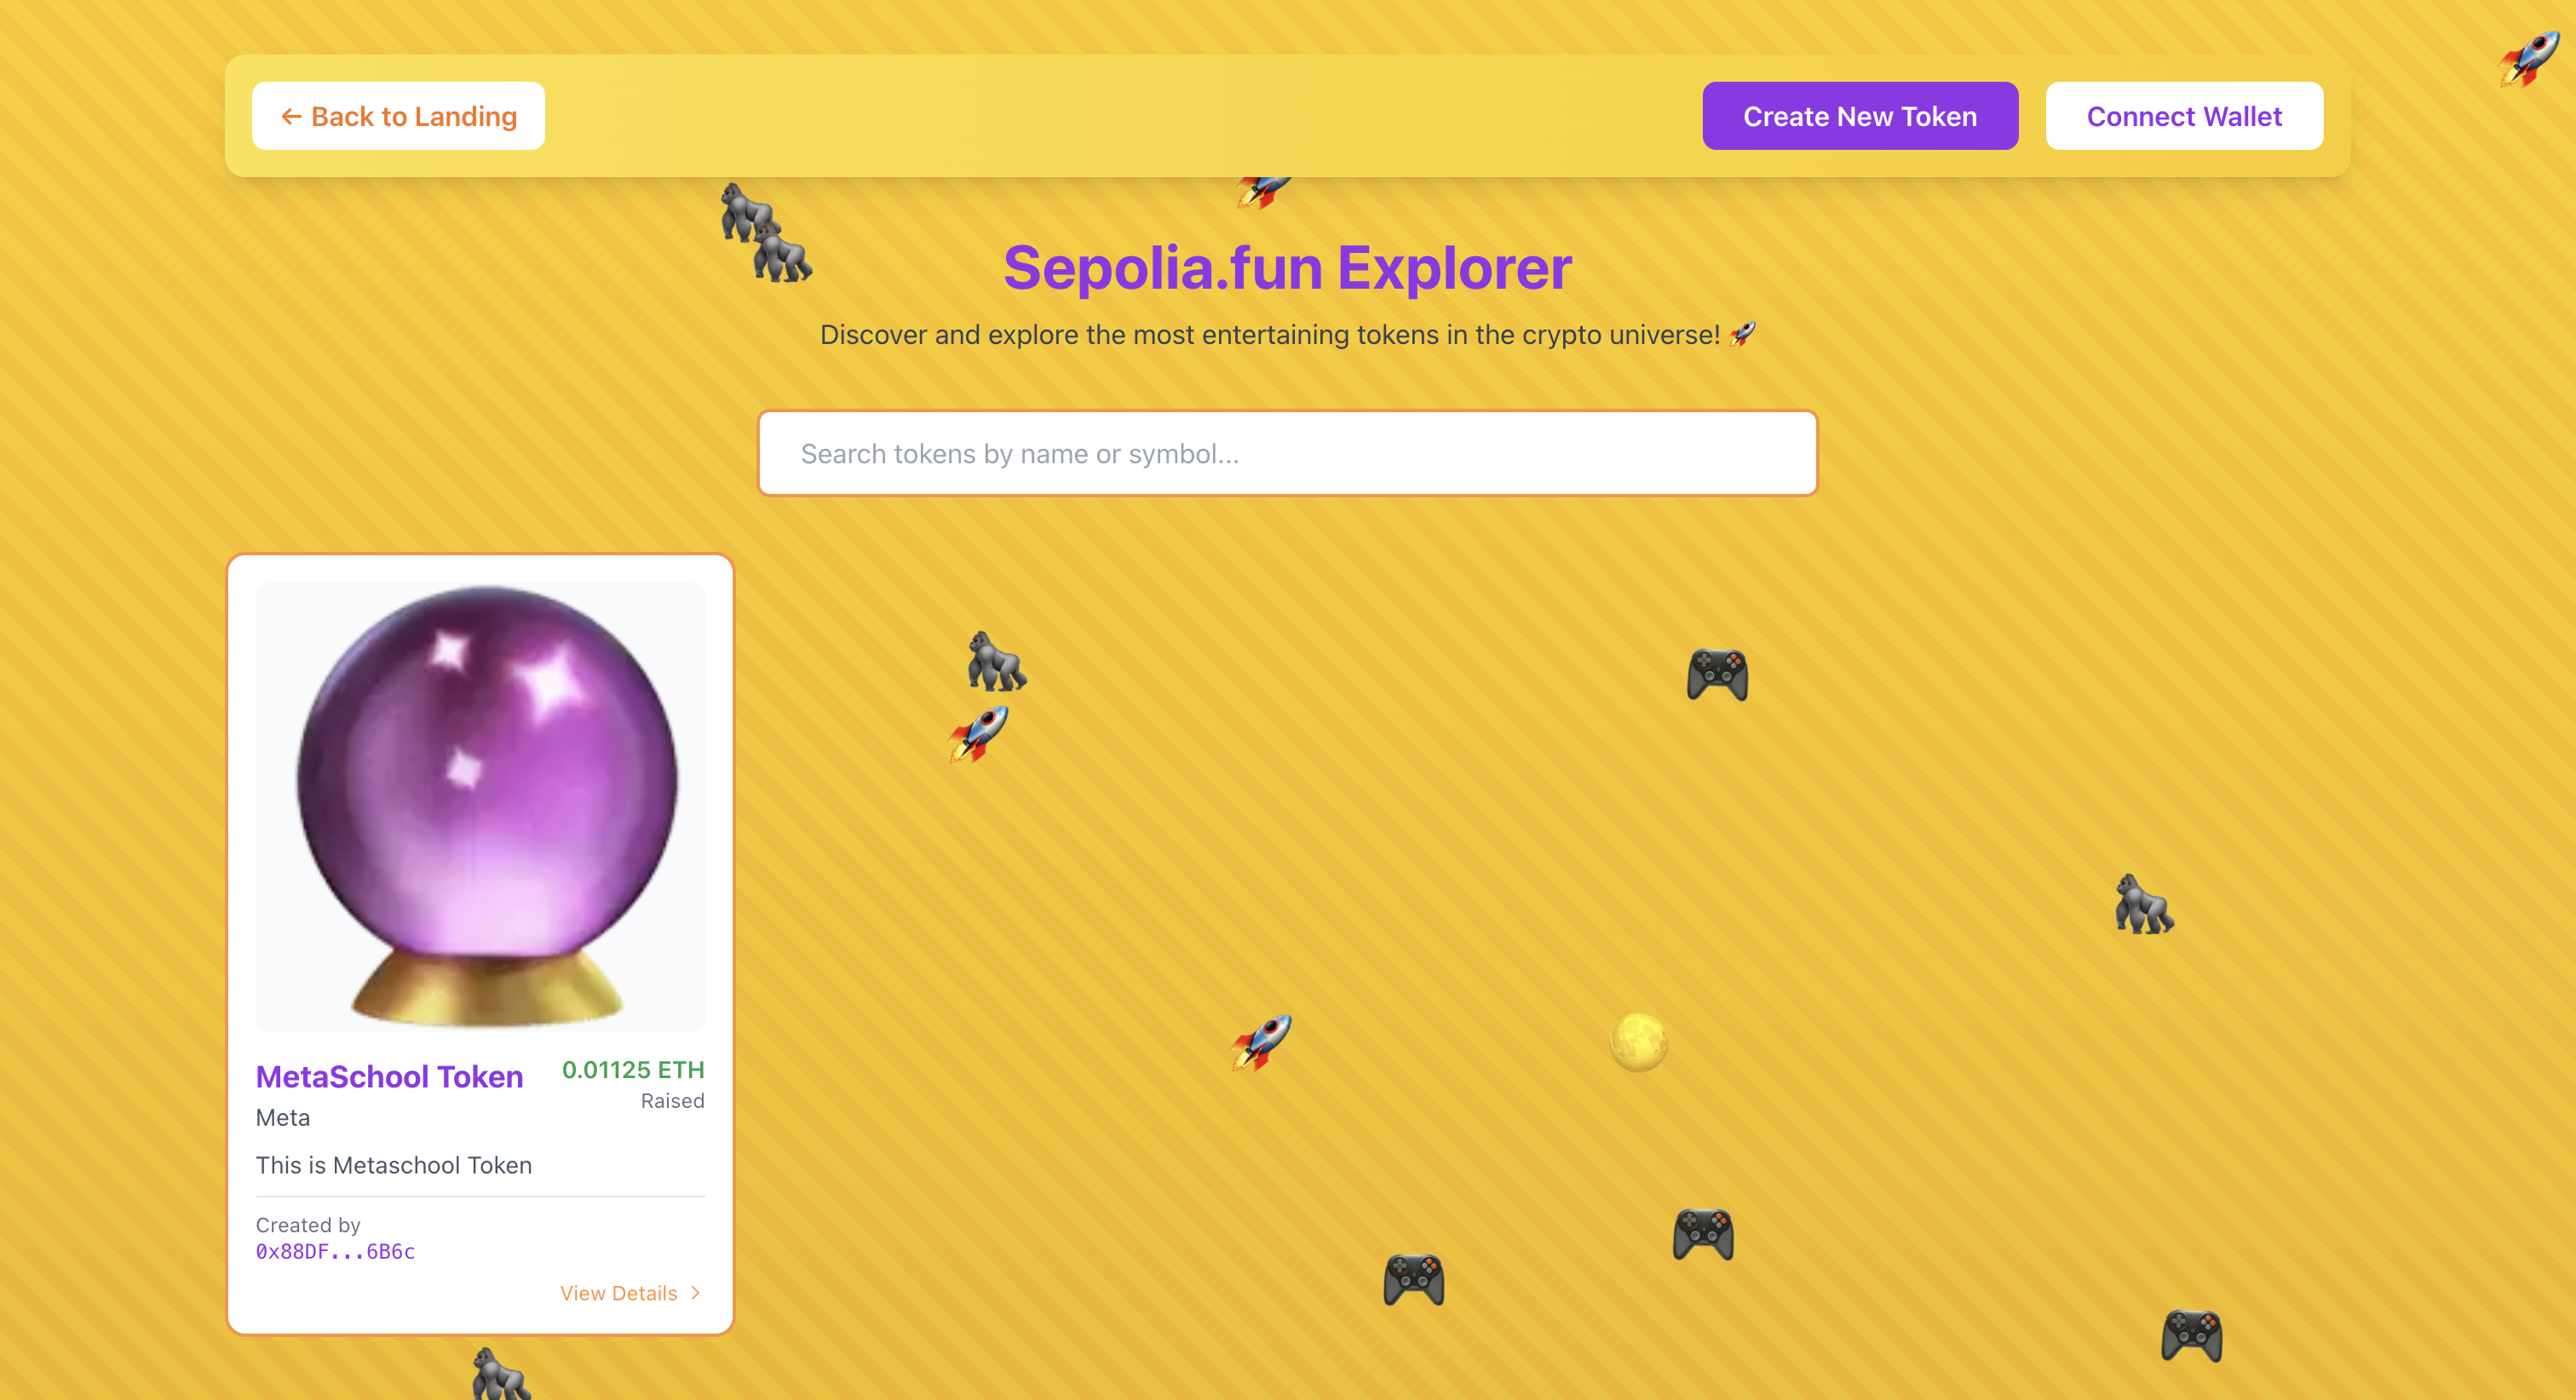 ← Back to Landing
Create New Token
Connect Wallet
Sepolia.fun Explorer
Discover and explore the most entertaining tokens in the crypto universe! 🚀
Search tokens by name or symbol...
MetaSchool Token
0.01125 ETH
Raised
Meta
This is Metaschool Token
Created by
0x88DF...6B6c
View Details >